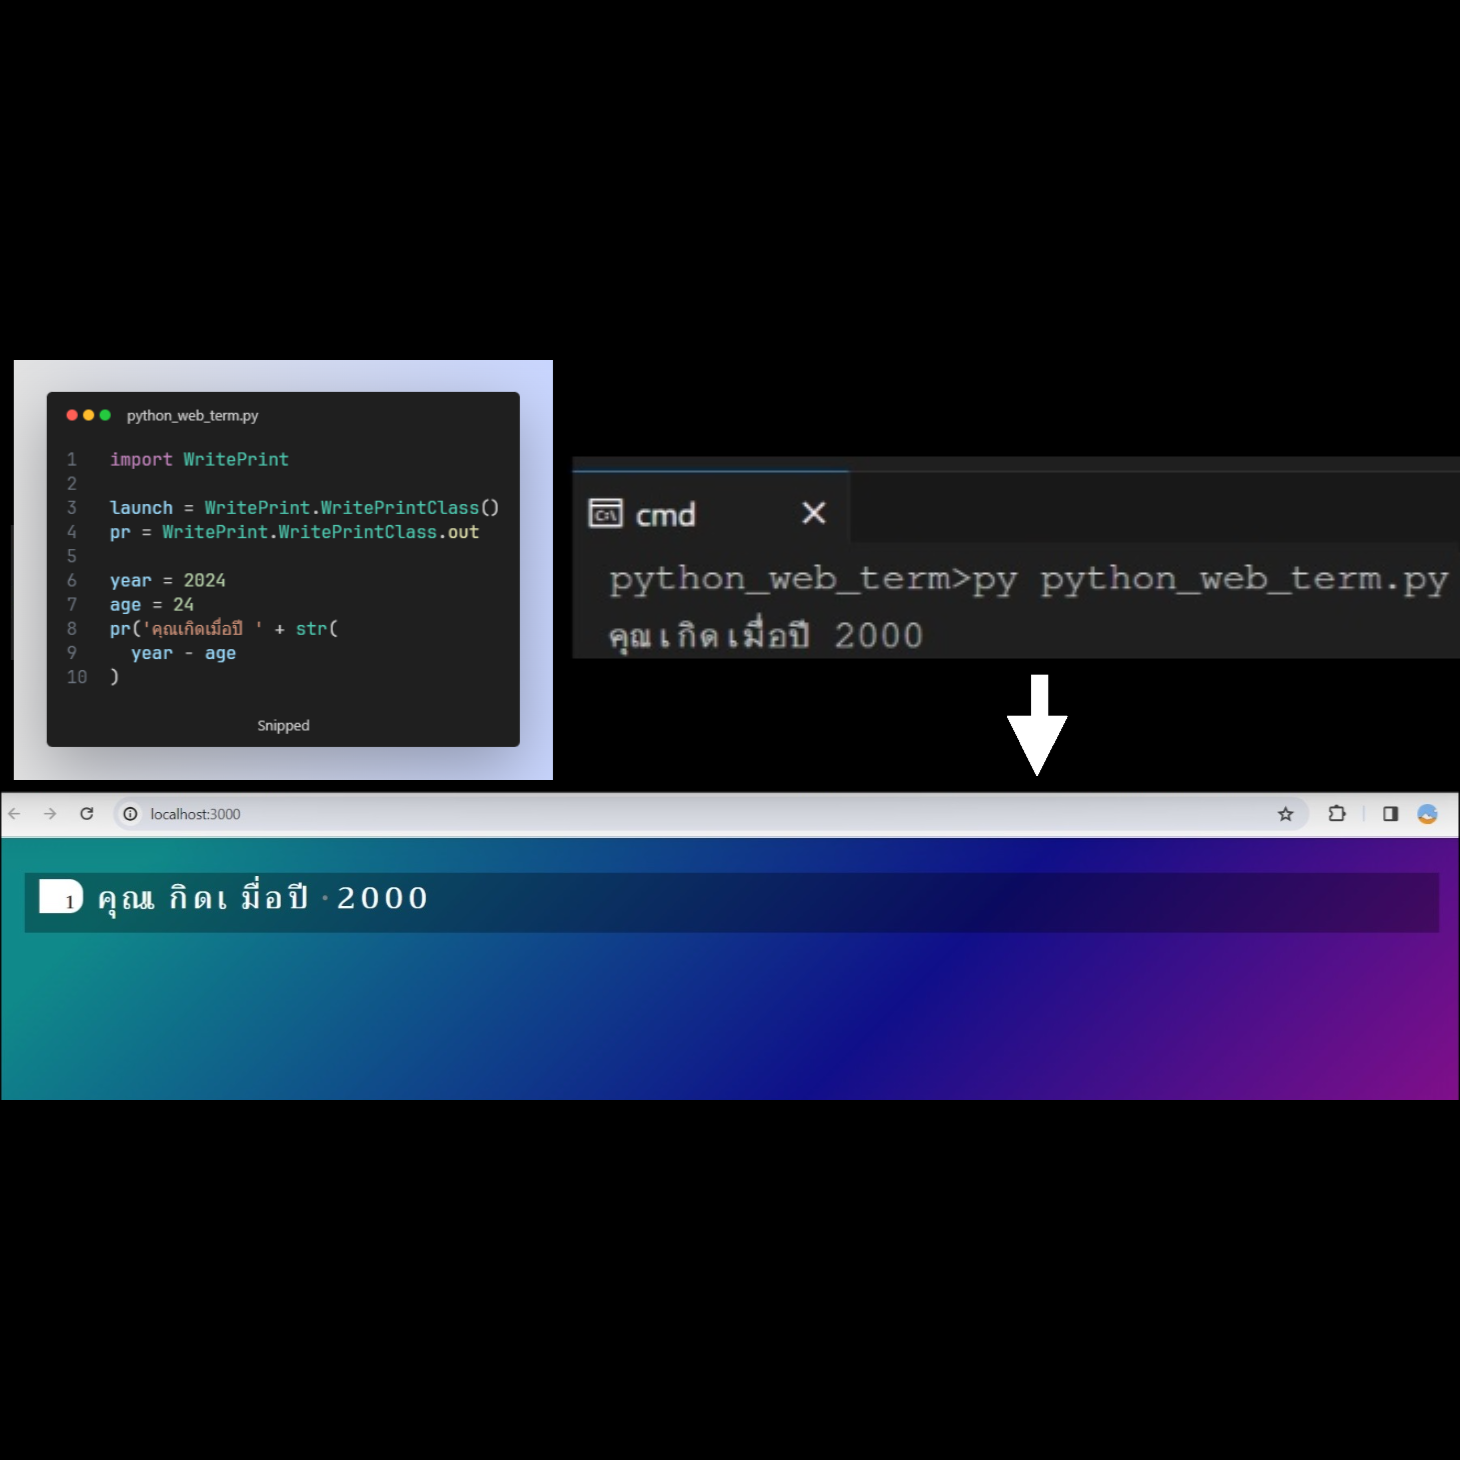 python_web_term.py
1 import WritePrint
2
3 launch = WritePrint.WritePrintClass()
4 pr = WritePrint.WritePrintClass.out
5
6 year = 2024
7 age = 24
8 pr('คุณเกิดเมื่อปี ' + str(
9 year - age
10 )
Snipped
C:\ cmd
python_web_term>py python_web_term.py
คุณเกิดเมื่อปี 2000
localhost:3000
1 คุณเกิดเมื่อปี·2000